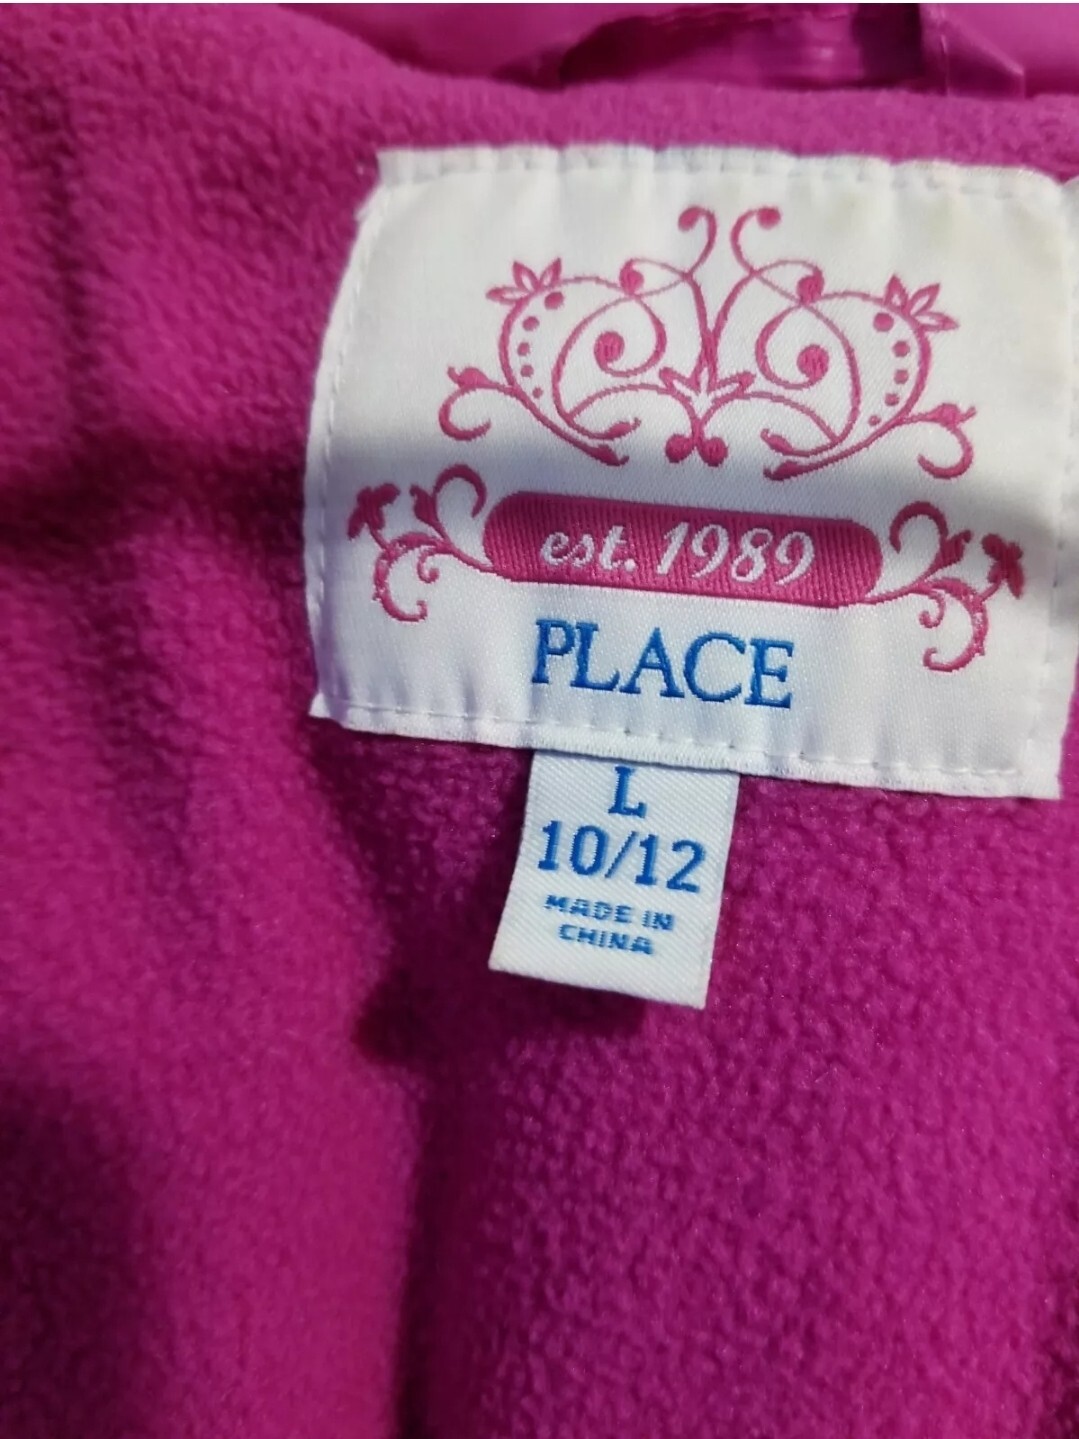 est. 1989
PLACE
L
10/12
MADE IN
CHINA